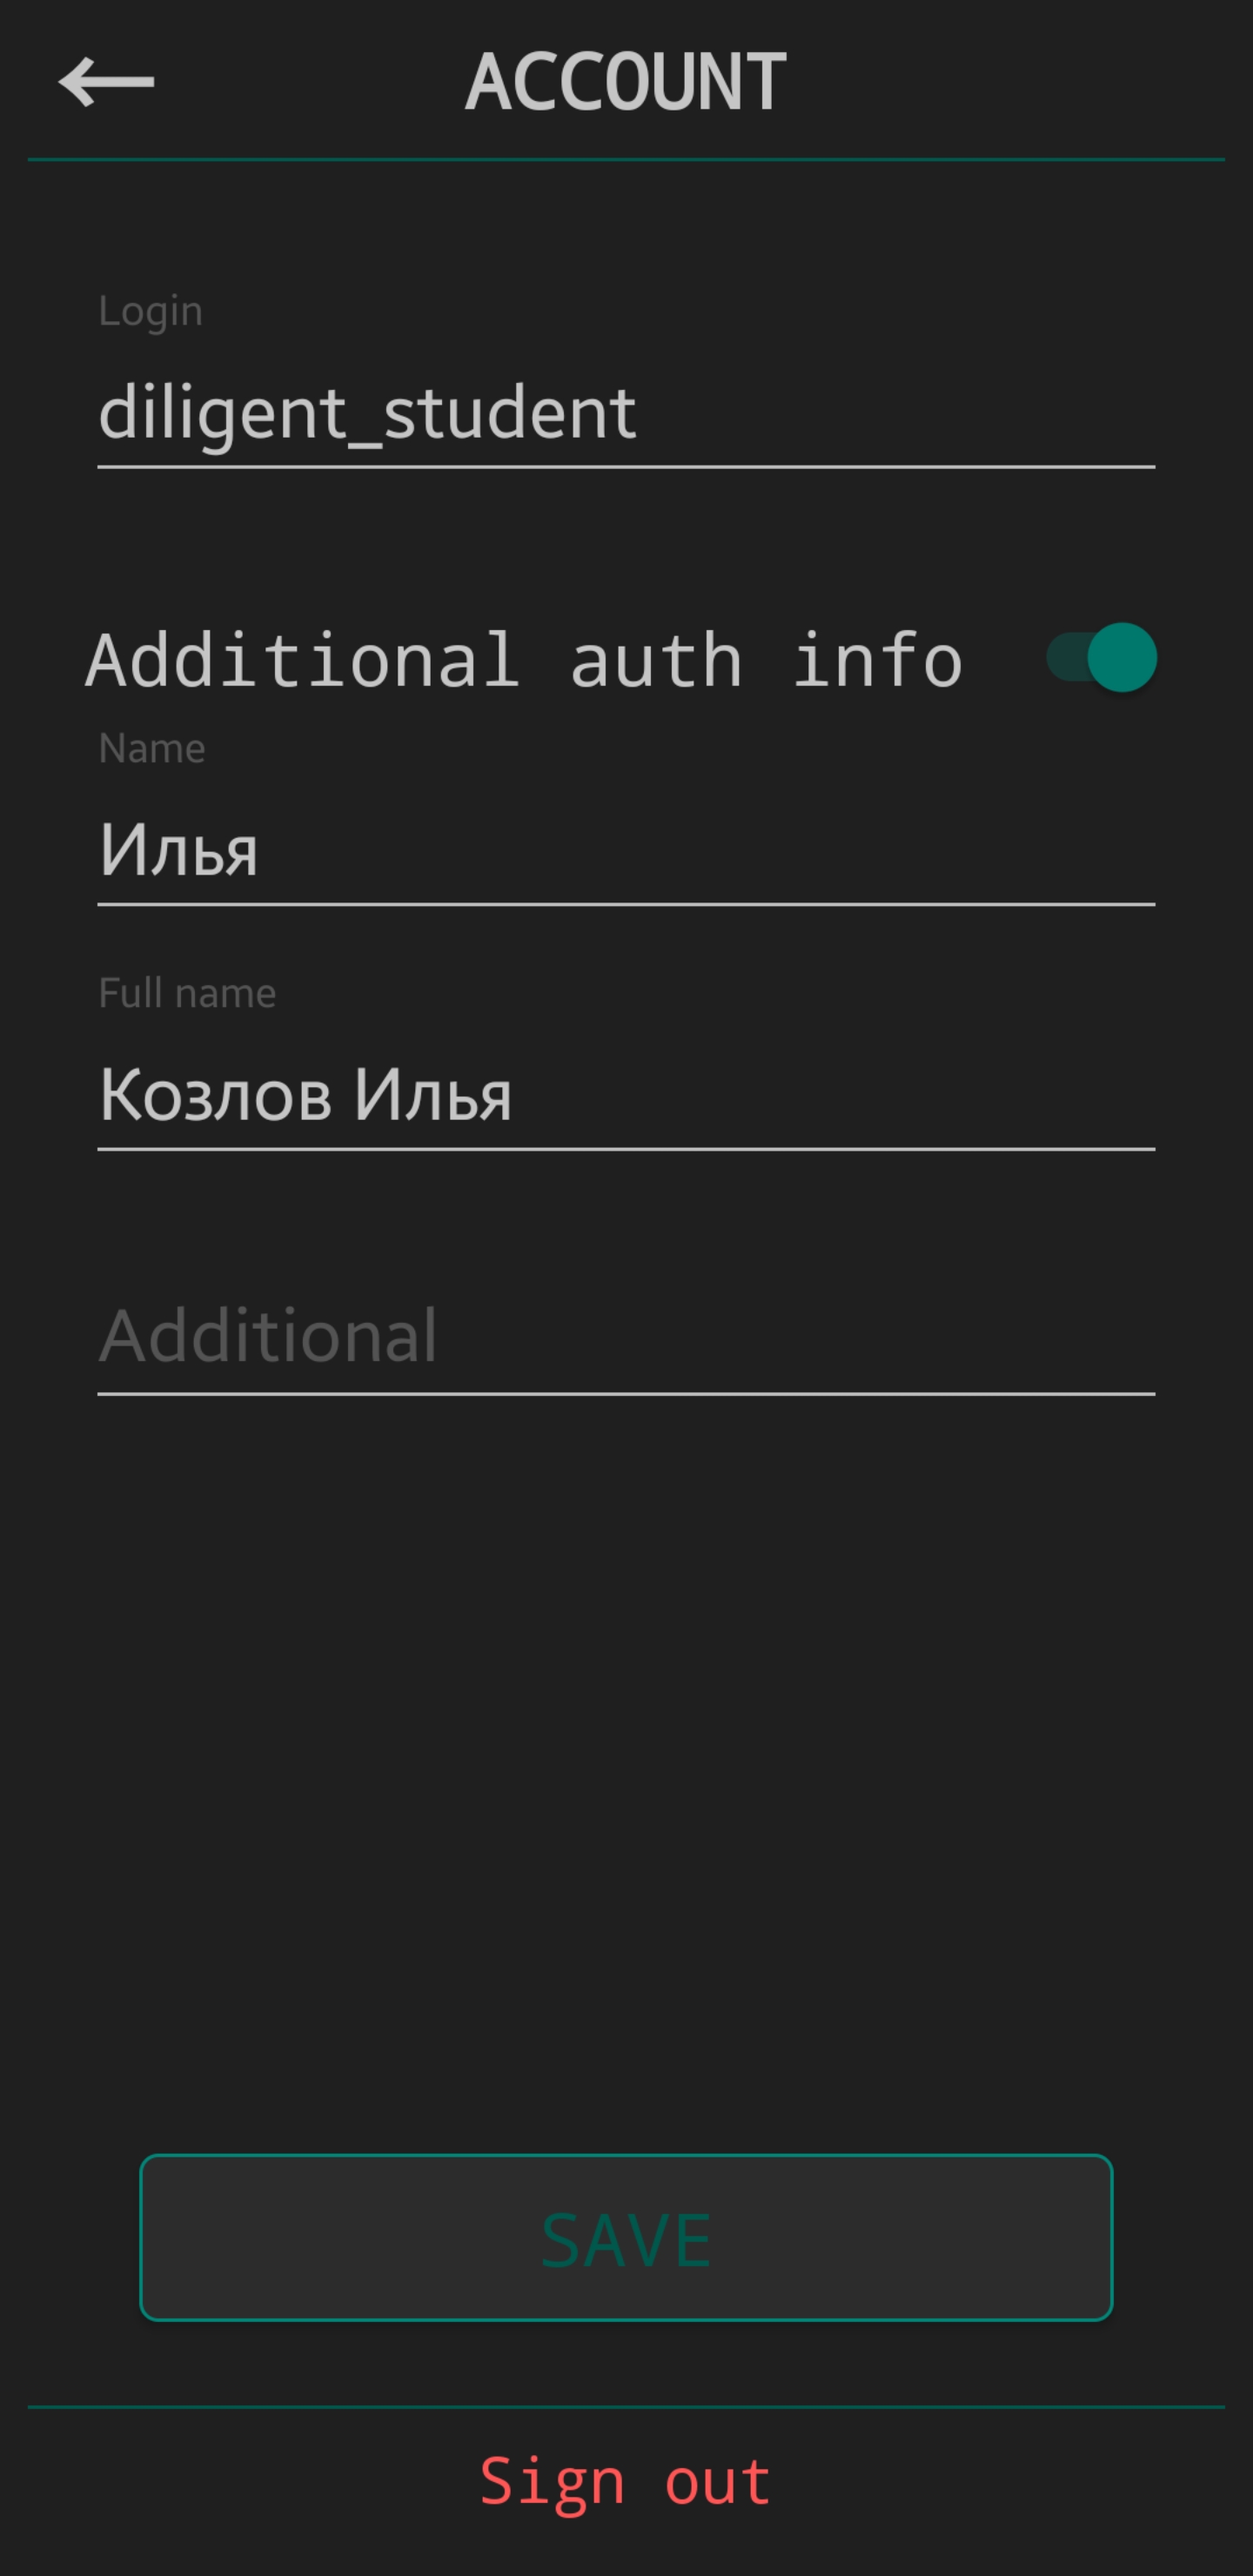 ACCOUNT
Login
diligent_student
Additional auth info
Name
Илья
Full name
Козлов Илья
Additional
SAVE
Sign out